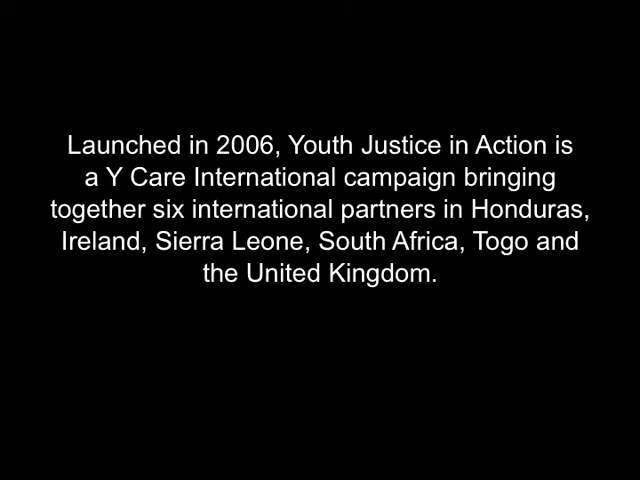 Launched in 2006, Youth Justice in Action is
a Y Care International campaign bringing
together six international partners in Honduras,
Ireland, Sierra Leone, South Africa, Togo and
the United Kingdom.